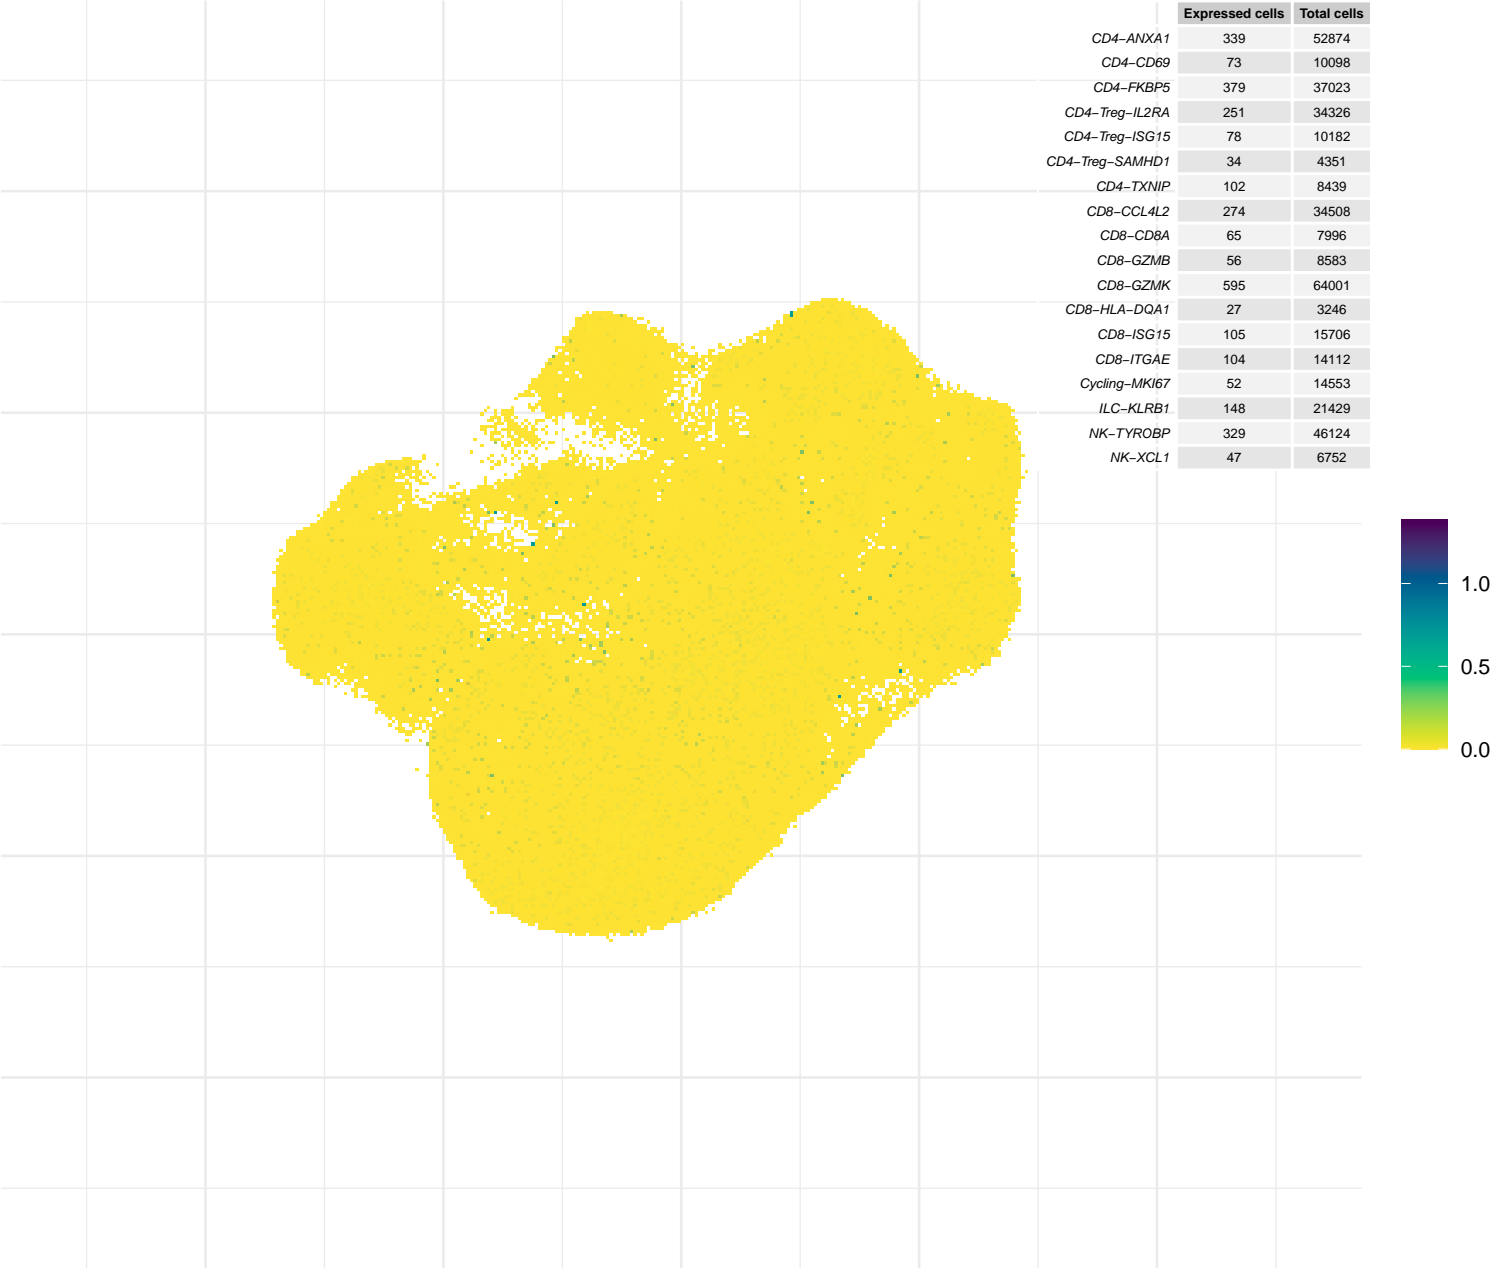 Expressed cells Total cells
CD4−ANXA1 339 52874
CD4−CD69 73 10098
CD4−FKBP5 379 37023
CD4−Treg−IL2RA 251 34326
CD4−Treg−ISG15 78 10182
CD4−Treg−SAMHD1 34 4351
CD4−TXNIP 102 8439
CD8−CCL4L2 274 34508
CD8−CD8A 65 7996
CD8−GZMB 56 8583
CD8−GZMK 595 64001
CD8−HLA−DQA1 27 3246
CD8−ISG15 105 15706
CD8−ITGAE 104 14112
Cycling−MKI67 52 14553
ILC−KLRB1 148 21429
NK−TYROBP 329 46124
NK−XCL1 47 6752
1.0
0.5
0.0